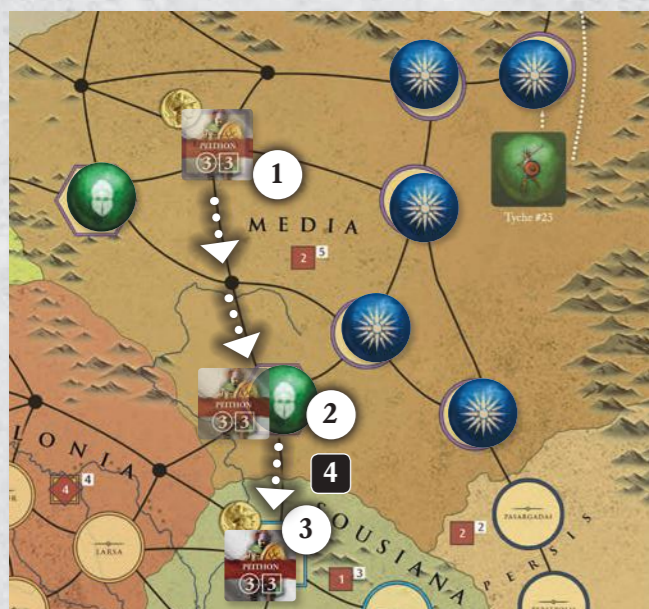 PEITHON
3 3
1
Tyche #23
MEDIA
2 5
PEITHON
3 3
2
LONIA
4 4
4
3
SOUSIANA
PEITHON
3 3
1 3
LARSA
2 2
PASARGADAI
PERSIS